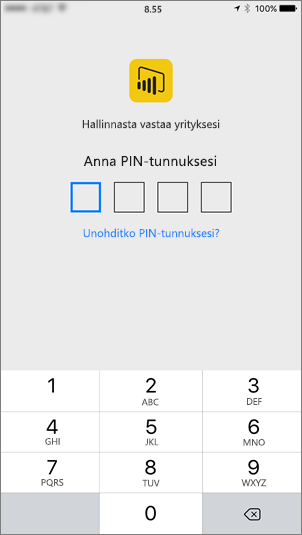 8.55
100%
Hallinnasta vastaa yrityksesi
Anna PIN-tunnuksesi
Unohditko PIN-tunnuksesi?
1 2 3
ABC DEF
4 5 6
GHI JKL MNO
7 8 9
PQRS TUV WXYZ
0